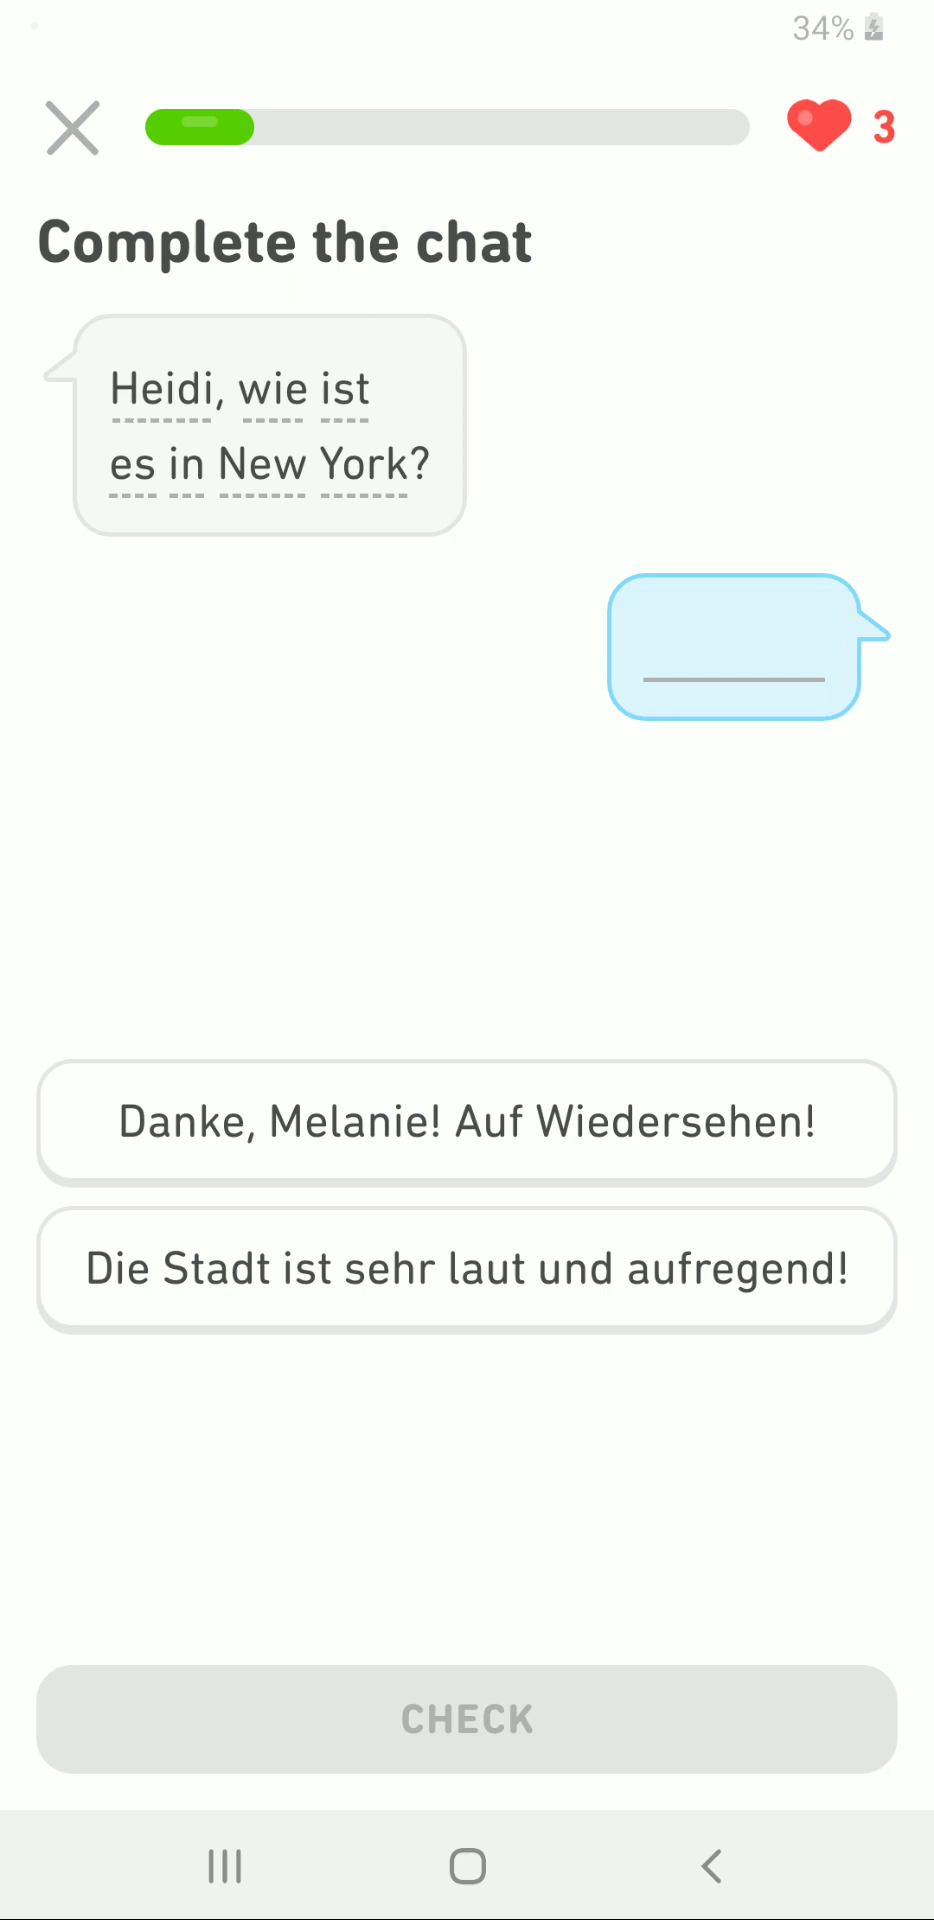 34%
3
Complete the chat
Heidi, wie ist
es in New York?
Danke, Melanie! Auf Wiedersehen!
Die Stadt ist sehr laut und aufregend!
CHECK